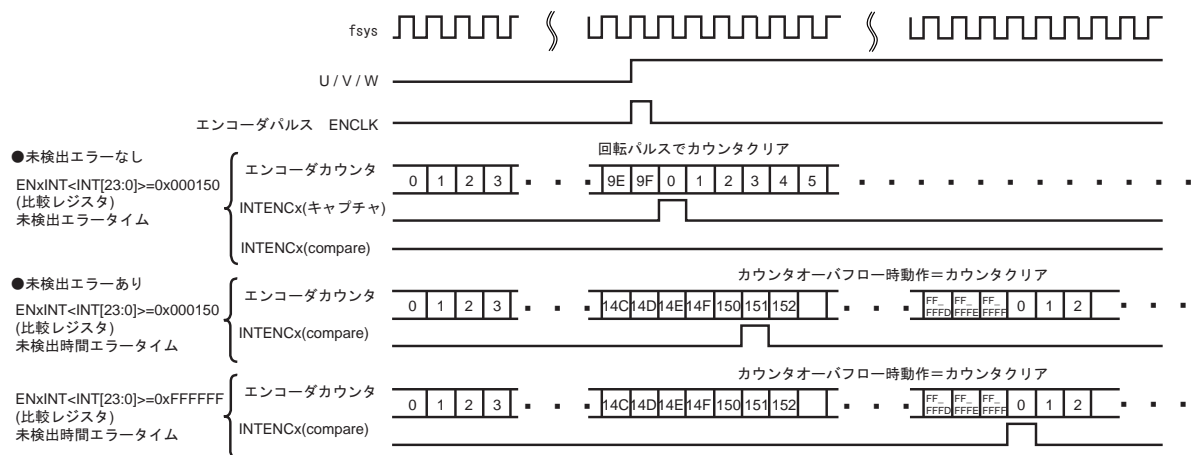 fsys
U / V / W
エンコーダパルス ENCLK
●未検出エラーなし
ENxINT<INT[23:0]>=0x000150
(比較レジスタ)
未検出エラータイム
回転パルスでカウンタクリア
エンコーダカウンタ
0 1 2 3 9E 9F 0 1 2 3 4 5
INTENCx(キャプチャ)
INTENCx(compare)
●未検出エラーあり
ENxINT<INT[23:0]>=0x000150
(比較レジスタ)
未検出時間エラータイム
カウンタオーバフロー時動作＝カウンタクリア
エンコーダカウンタ
0 1 2 3 14C 14D 14E 14F 150 151 152 FF_FFFD FF_FFFE FF_FFFF 0 1 2
INTENCx(compare)
ENxINT<INT[23:0]>=0xFFFFFF
(比較レジスタ)
未検出時間エラータイム
カウンタオーバフロー時動作＝カウンタクリア
エンコーダカウンタ
0 1 2 3 14C 14D 14E 14F 150 151 152 FF_FFFD FF_FFFE FF_FFFF 0 1 2
INTENCx(compare)